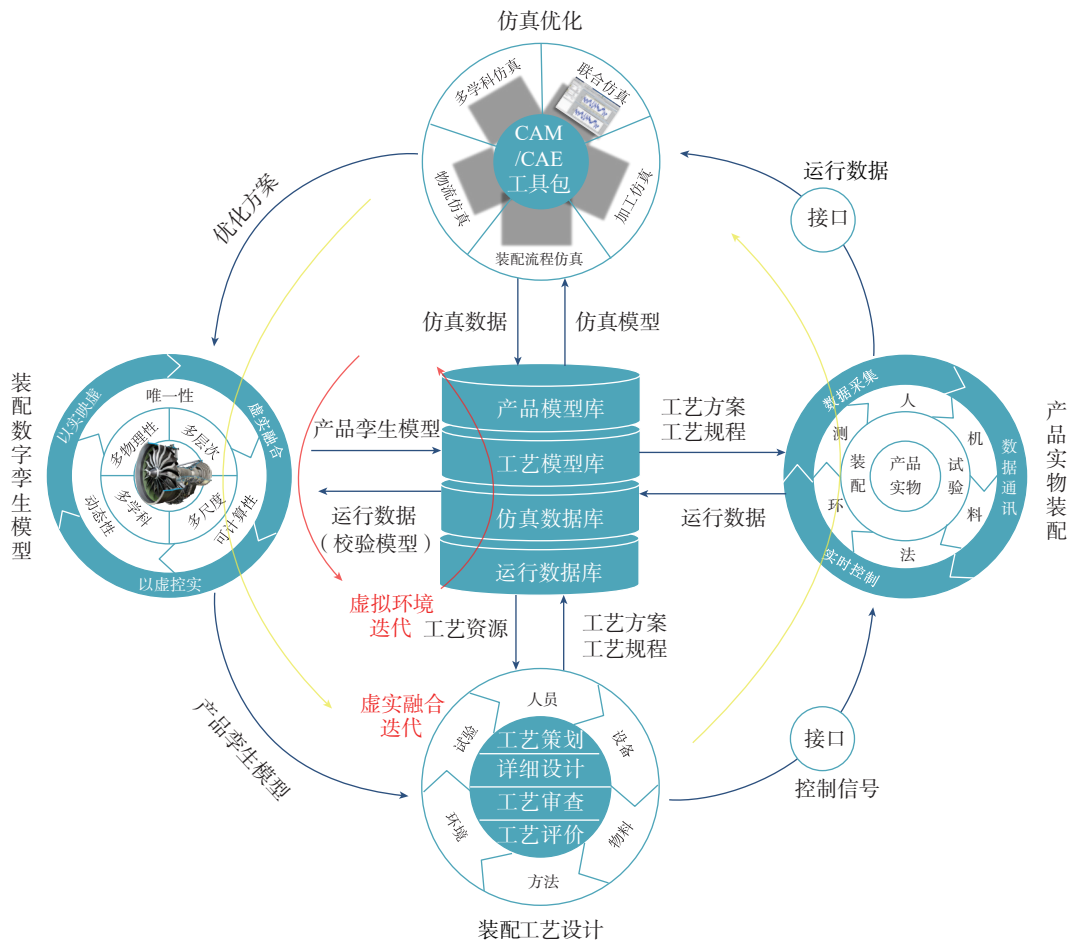 仿真优化
多学科仿真
联合仿真
CAM
/CAE
工具包
物流仿真
加工仿真
装配流程仿真
优化方案
运行数据
接口
仿真数据
仿真模型
装配数字孪生模型
以实映虚
虚实融合
以虚控实
唯一性
动态性
可计算性
多物理性
多层次
多学科
多尺度
产品孪生模型
运行数据
（校验模型）
产品模型库
工艺模型库
仿真数据库
运行数据库
工艺方案
工艺规程
运行数据
数据采集
数据通讯
实时控制
人
机
料
法
环
测
装配
试验
产品
实物
产品实物装配
虚拟环境
迭代
工艺资源
工艺方案
工艺规程
虚实融合
迭代
产品孪生模型
人员
设备
物料
方法
环境
试验
工艺策划
详细设计
工艺审查
工艺评价
接口
控制信号
装配工艺设计